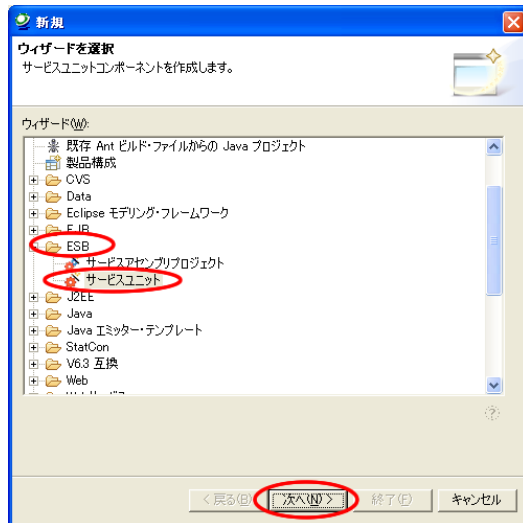 新規
ウィザードを選択
サービスユニットコンポーネントを作成します。
ウィザード(W):
既存 Ant ビルド・ファイルからの Java プロジェクト
製品構成
CVS
Data
Eclipse モデリング・フレームワーク
EJB
ESB
サービスアセンブリプロジェクト
サービスユニット
J2EE
Java
Java エミッター・テンプレート
StatCon
V6.3 互換
Web
< 戻る(B)
次へ(N) >
終了(F)
キャンセル